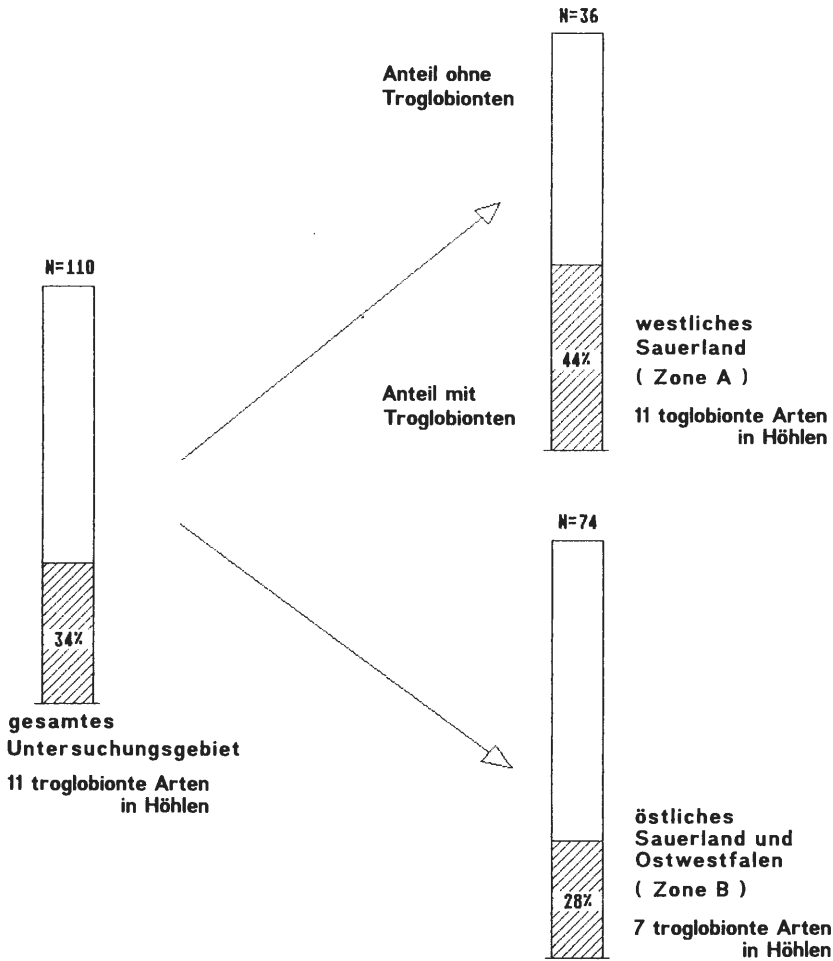 N=110
34%
gesamtes
Untersuchungsgebiet
11 troglobionte Arten
in Höhlen
Anteil ohne
Troglobionten
Anteil mit
Troglobionten
N=36
44%
westliches
Sauerland
( Zone A )
11 toglobionte Arten
in Höhlen
N=74
28%
östliches
Sauerland und
Ostwestfalen
( Zone B )
7 troglobionte Arten
in Höhlen